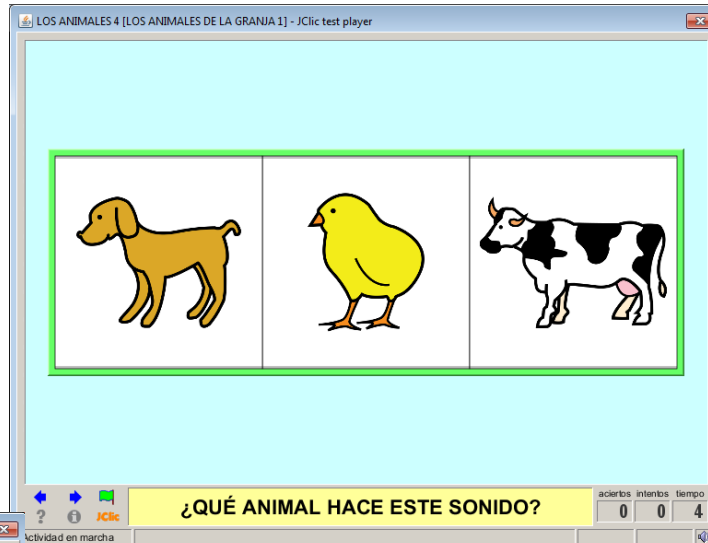 LOS ANIMALES 4 [LOS ANIMALES DE LA GRANJA 1] - JClic test player
¿QUÉ ANIMAL HACE ESTE SONIDO?
aciertos intentos tiempo
0 0 4
? i JClic
Actividad en marcha